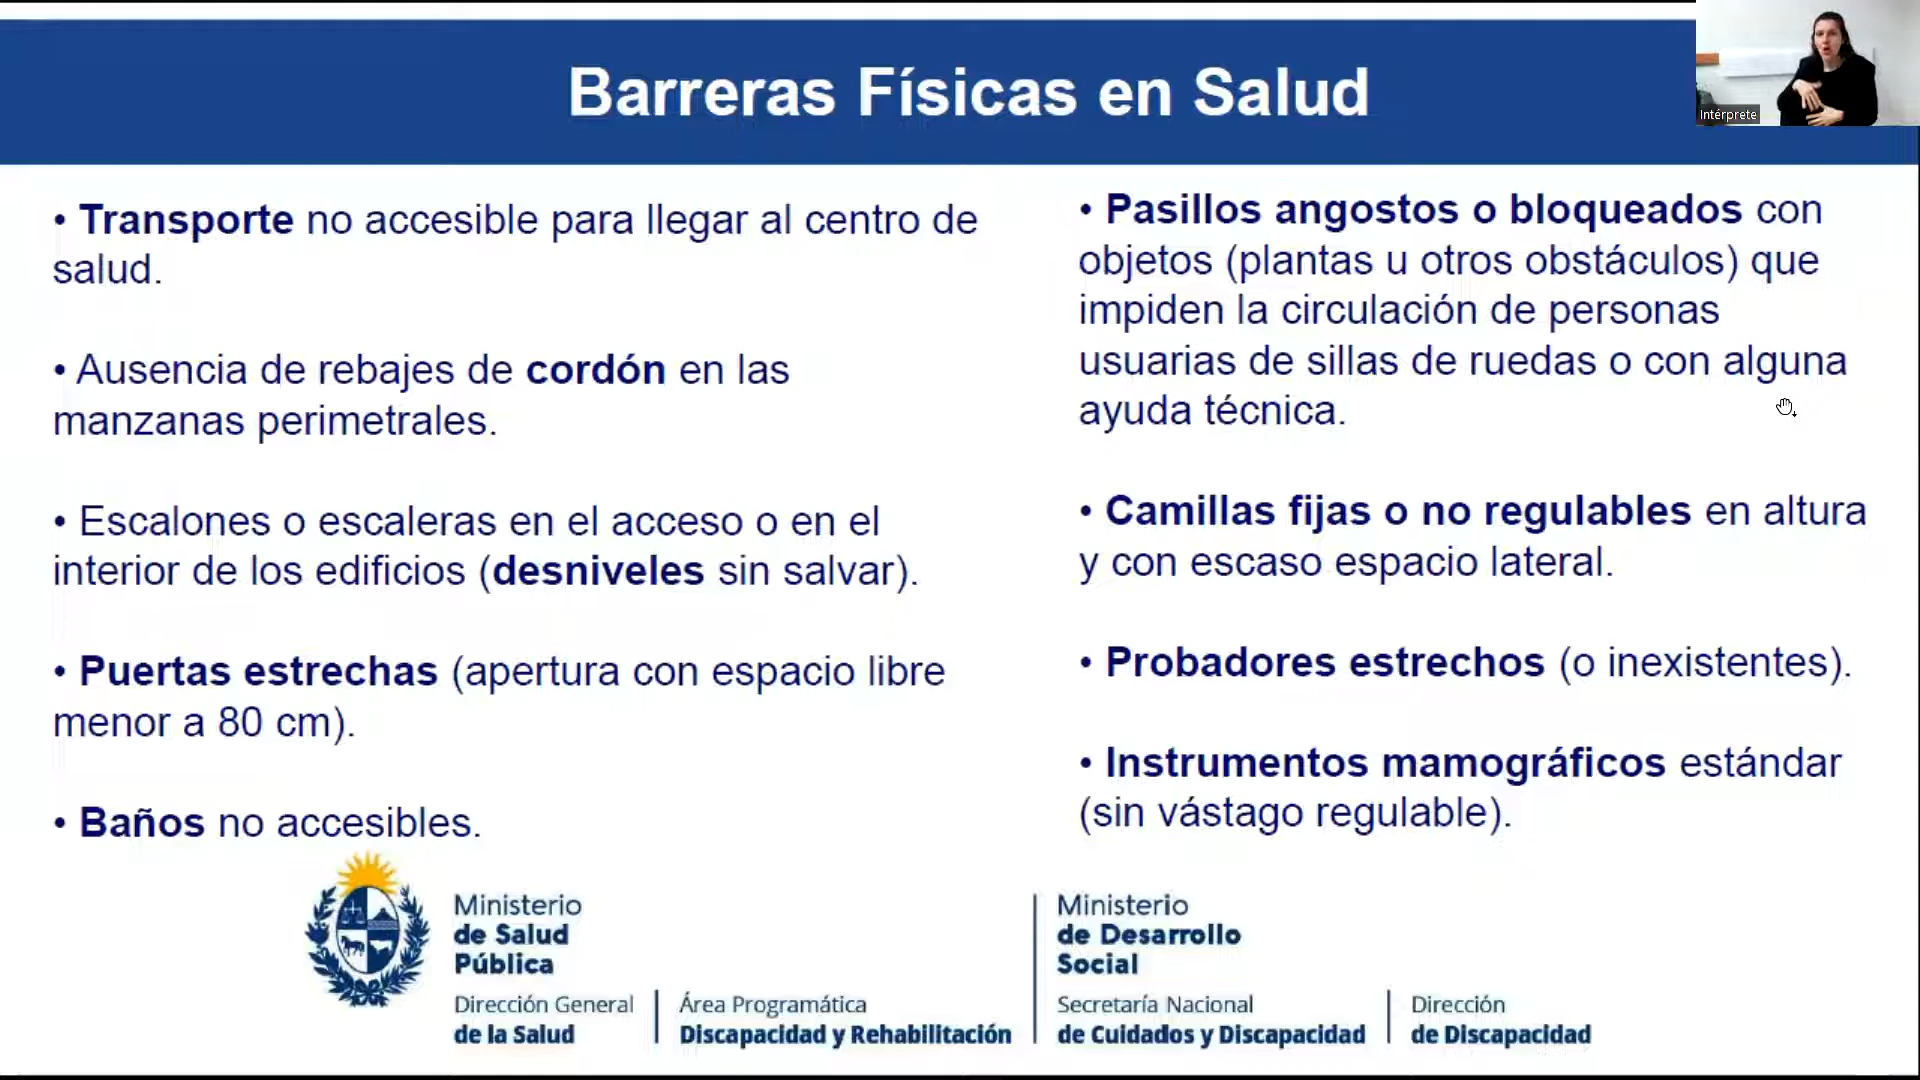 Barreras Físicas en Salud
Intérprete
• Transporte no accesible para llegar al centro de
salud.
• Ausencia de rebajes de cordón en las
manzanas perimetrales.
• Escalones o escaleras en el acceso o en el
interior de los edificios (desniveles sin salvar).
• Puertas estrechas (apertura con espacio libre
menor a 80 cm).
• Baños no accesibles.
• Pasillos angostos o bloqueados con
objetos (plantas u otros obstáculos) que
impiden la circulación de personas
usuarias de sillas de ruedas o con alguna
ayuda técnica.
• Camillas fijas o no regulables en altura
y con escaso espacio lateral.
• Probadores estrechos (o inexistentes).
• Instrumentos mamográficos estándar
(sin vástago regulable).
Ministerio
de Salud
Pública
Dirección General
de la Salud
Área Programática
Discapacidad y Rehabilitación
Ministerio
de Desarrollo
Social
Secretaría Nacional
de Cuidados y Discapacidad
Dirección
de Discapacidad